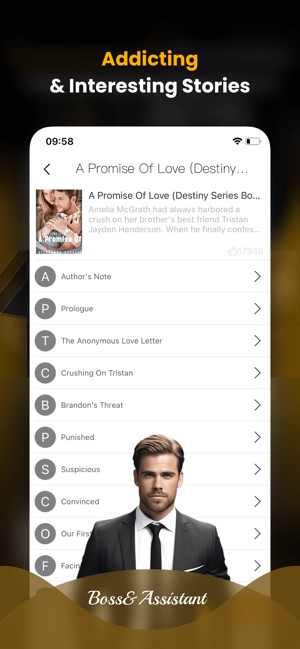 Addicting
& Interesting Stories
09:58
A Promise Of Love (Destiny...
A Promise Of Love (Destiny Series Bo...
Amelia McGrath had always harbored a
crush on her brother's best friend Tristan
Jayden Henderson. When he finally confes...
17945
A Promise Of
A Author's Note
P Prologue
T The Anonymous Love Letter
C Crushing On Tristan
B Brandon's Threat
P Punished
S Suspicious
C Convinced
O Our First
F Facin
Boss& Assistant